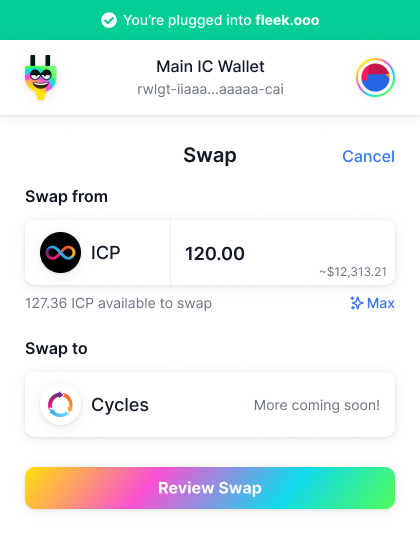 You're plugged into fleek.ooo
Main IC Wallet
rwlgt-iiaaa...aaaaa-cai
Swap
Cancel
Swap from
ICP
120.00
~$12,313.21
127.36 ICP available to swap
Max
Swap to
Cycles
More coming soon!
Review Swap